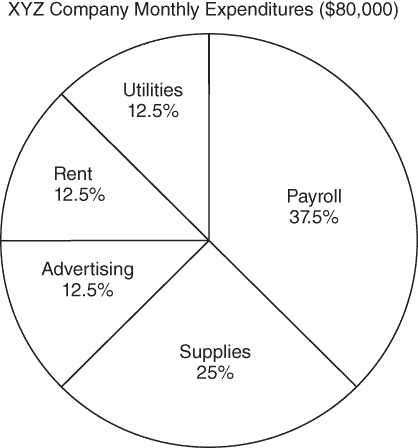 XYZ Company Monthly Expenditures ($80,000)
Utilities
12.5%
Rent
12.5%
Payroll
37.5%
Advertising
12.5%
Supplies
25%